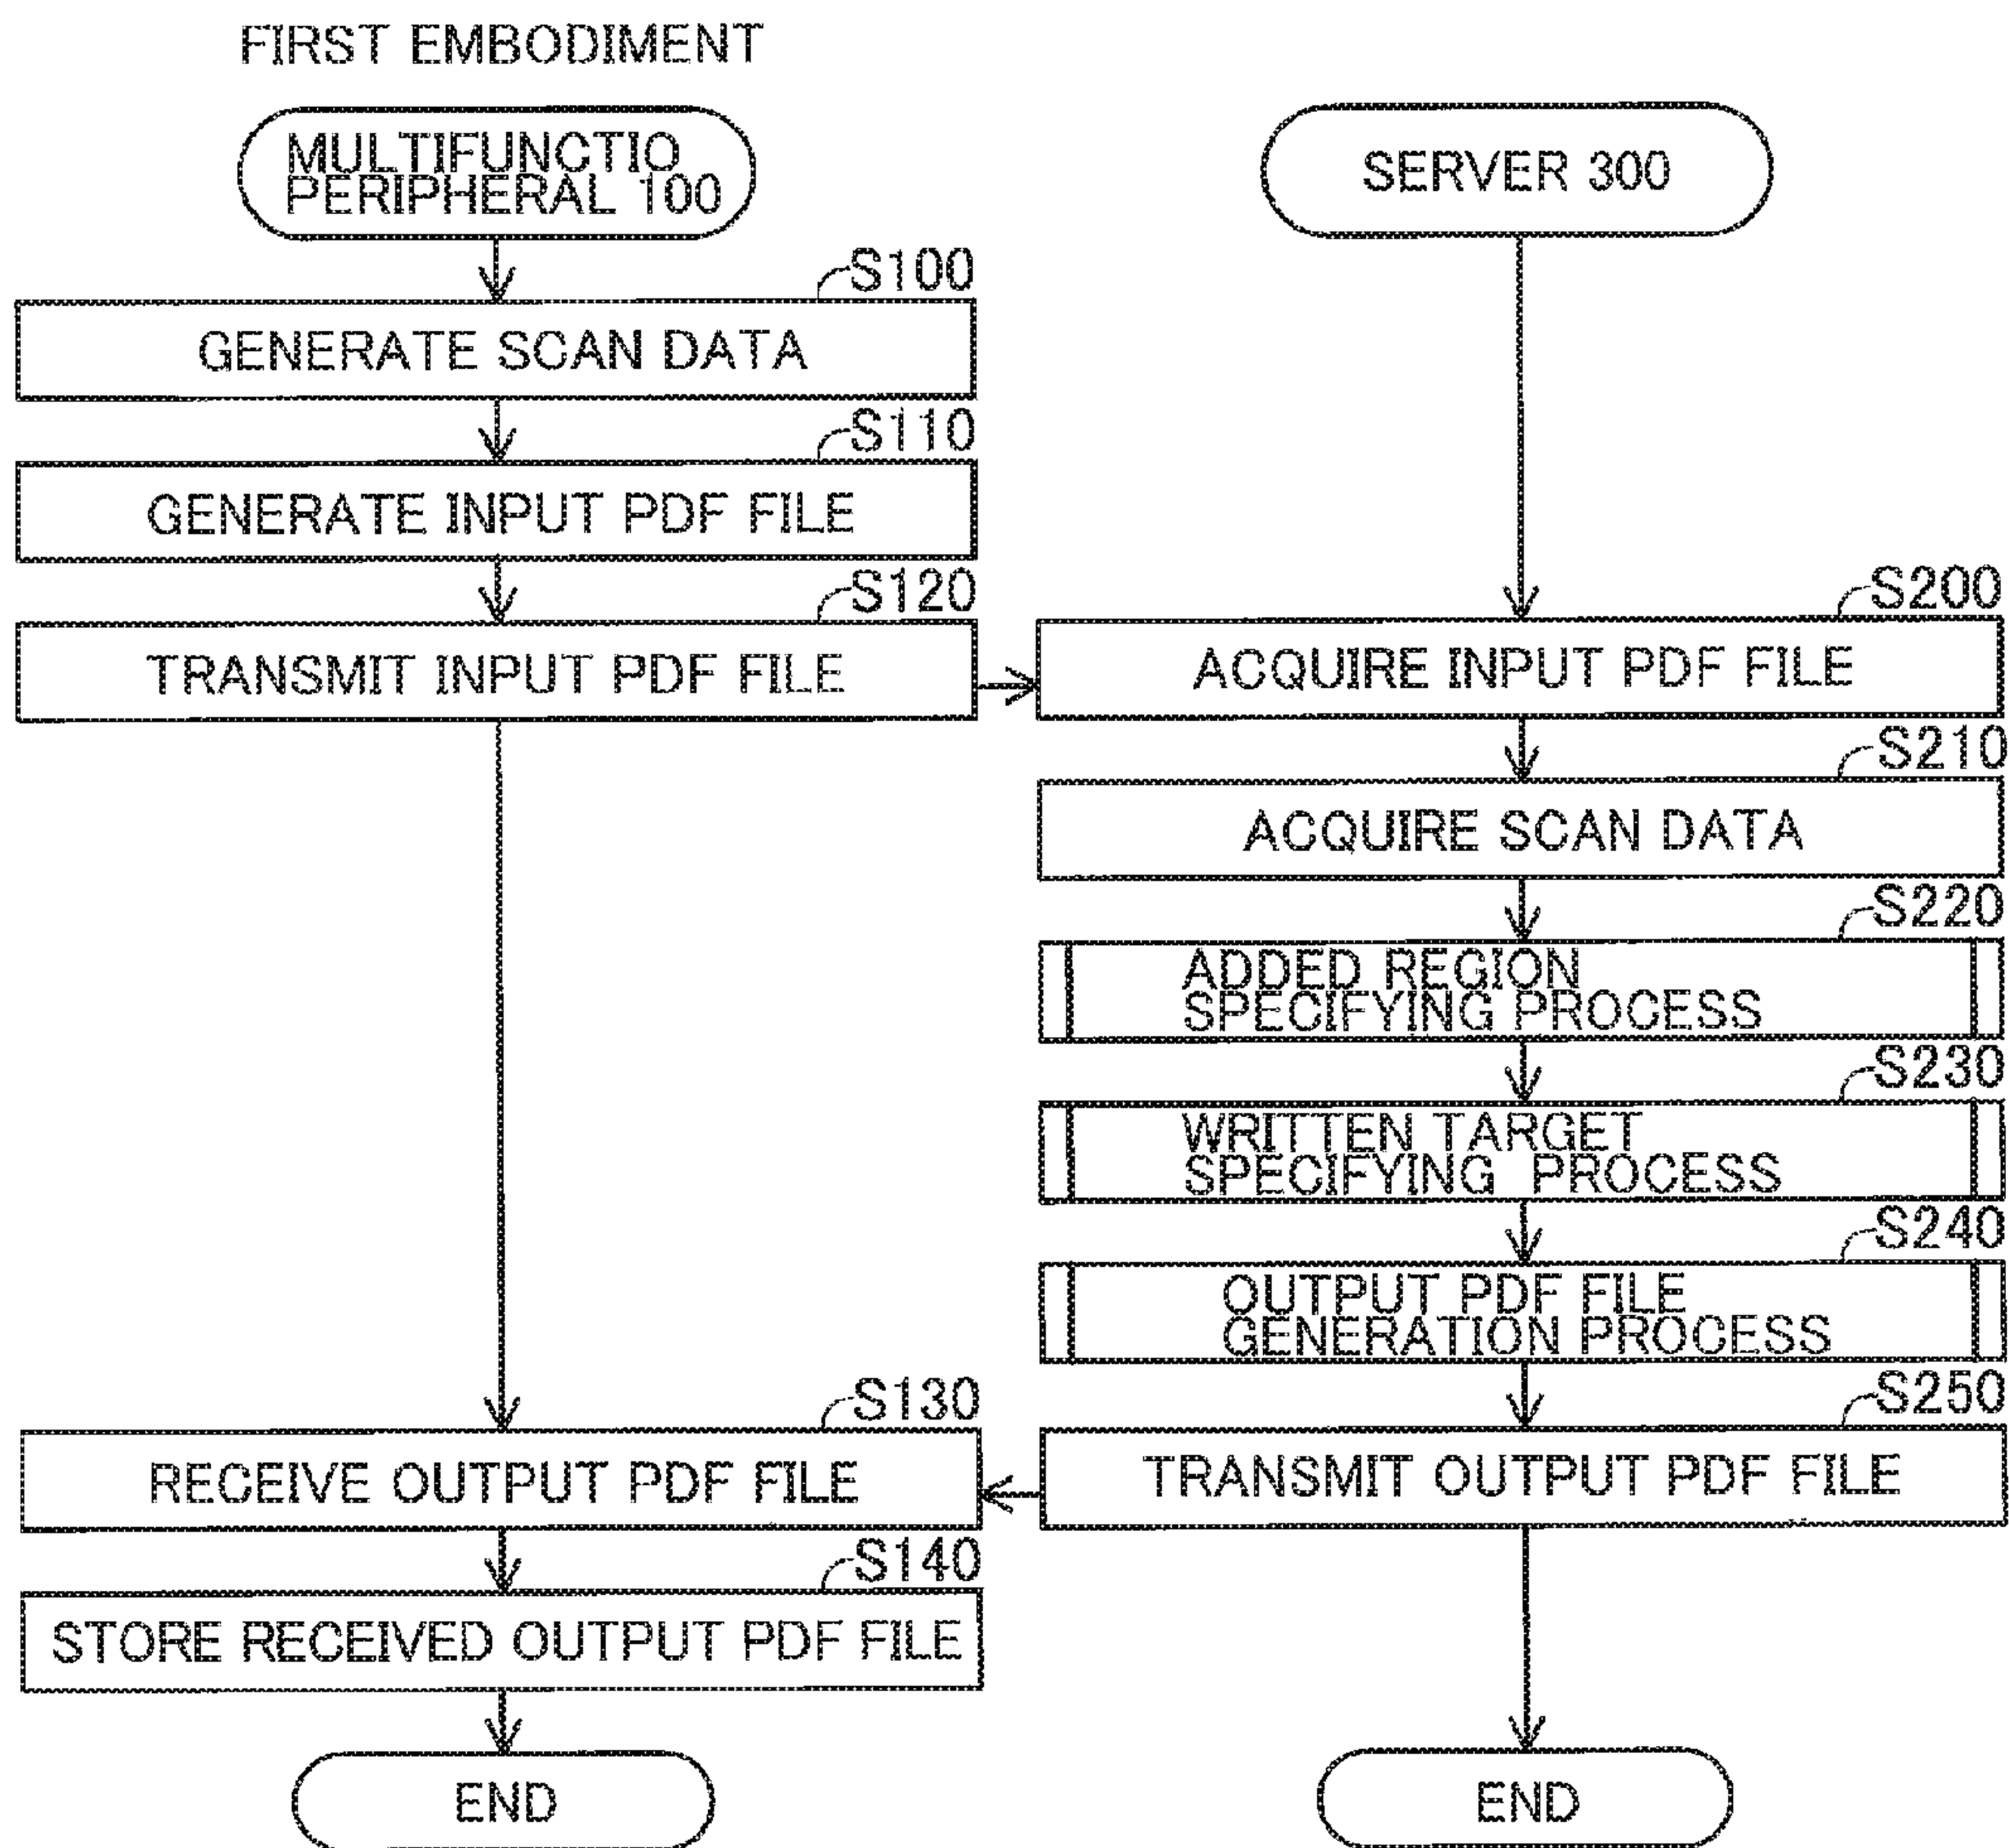 FIRST EMBODIMENT
MULTIFUNCTIO
PERIPHERAL 100
S100
GENERATE SCAN DATA
S110
GENERATE INPUT PDF FILE
S120
TRANSMIT INPUT PDF FILE
S130
RECEIVE OUTPUT PDF FILE
S140
STORE RECEIVED OUTPUT PDF FILE
END
SERVER 300
S200
ACQUIRE INPUT PDF FILE
S210
ACQUIRE SCAN DATA
S220
ADDED REGION
SPECIFYING PROCESS
S230
WRITTEN TARGET
SPECIFYING PROCESS
S240
OUTPUT PDF FILE
GENERATION PROCESS
S250
TRANSMIT OUTPUT PDF FILE
END